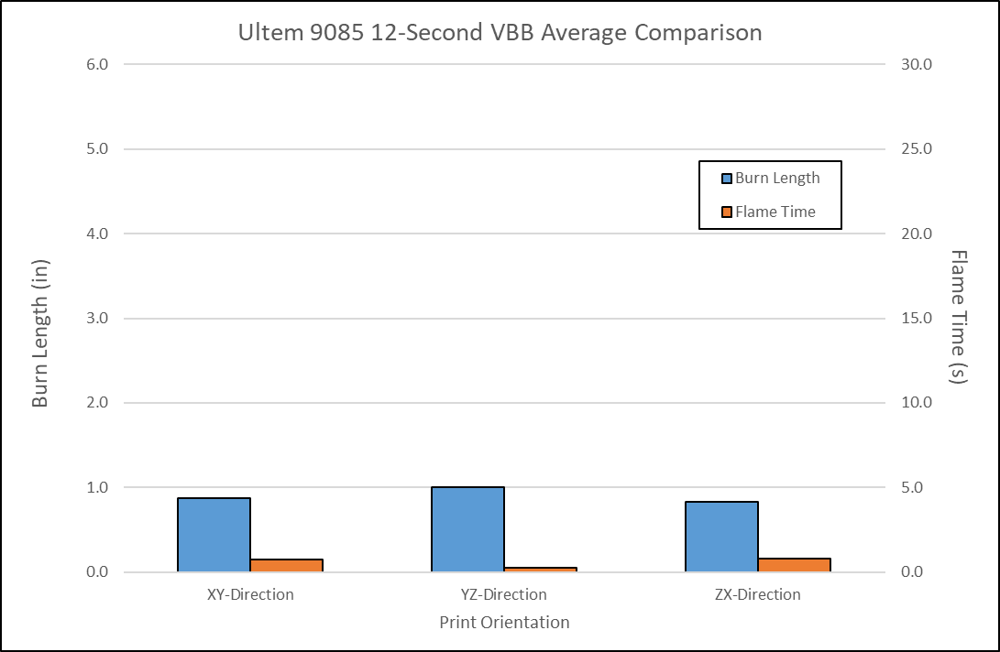 Ultem 9085 12-Second VBB Average Comparison
6.0
5.0
4.0
3.0
2.0
1.0
0.0
Burn Length (in)
30.0
25.0
20.0
15.0
10.0
5.0
0.0
Flame Time (s)
Burn Length
Flame Time
XY-Direction
YZ-Direction
ZX-Direction
Print Orientation